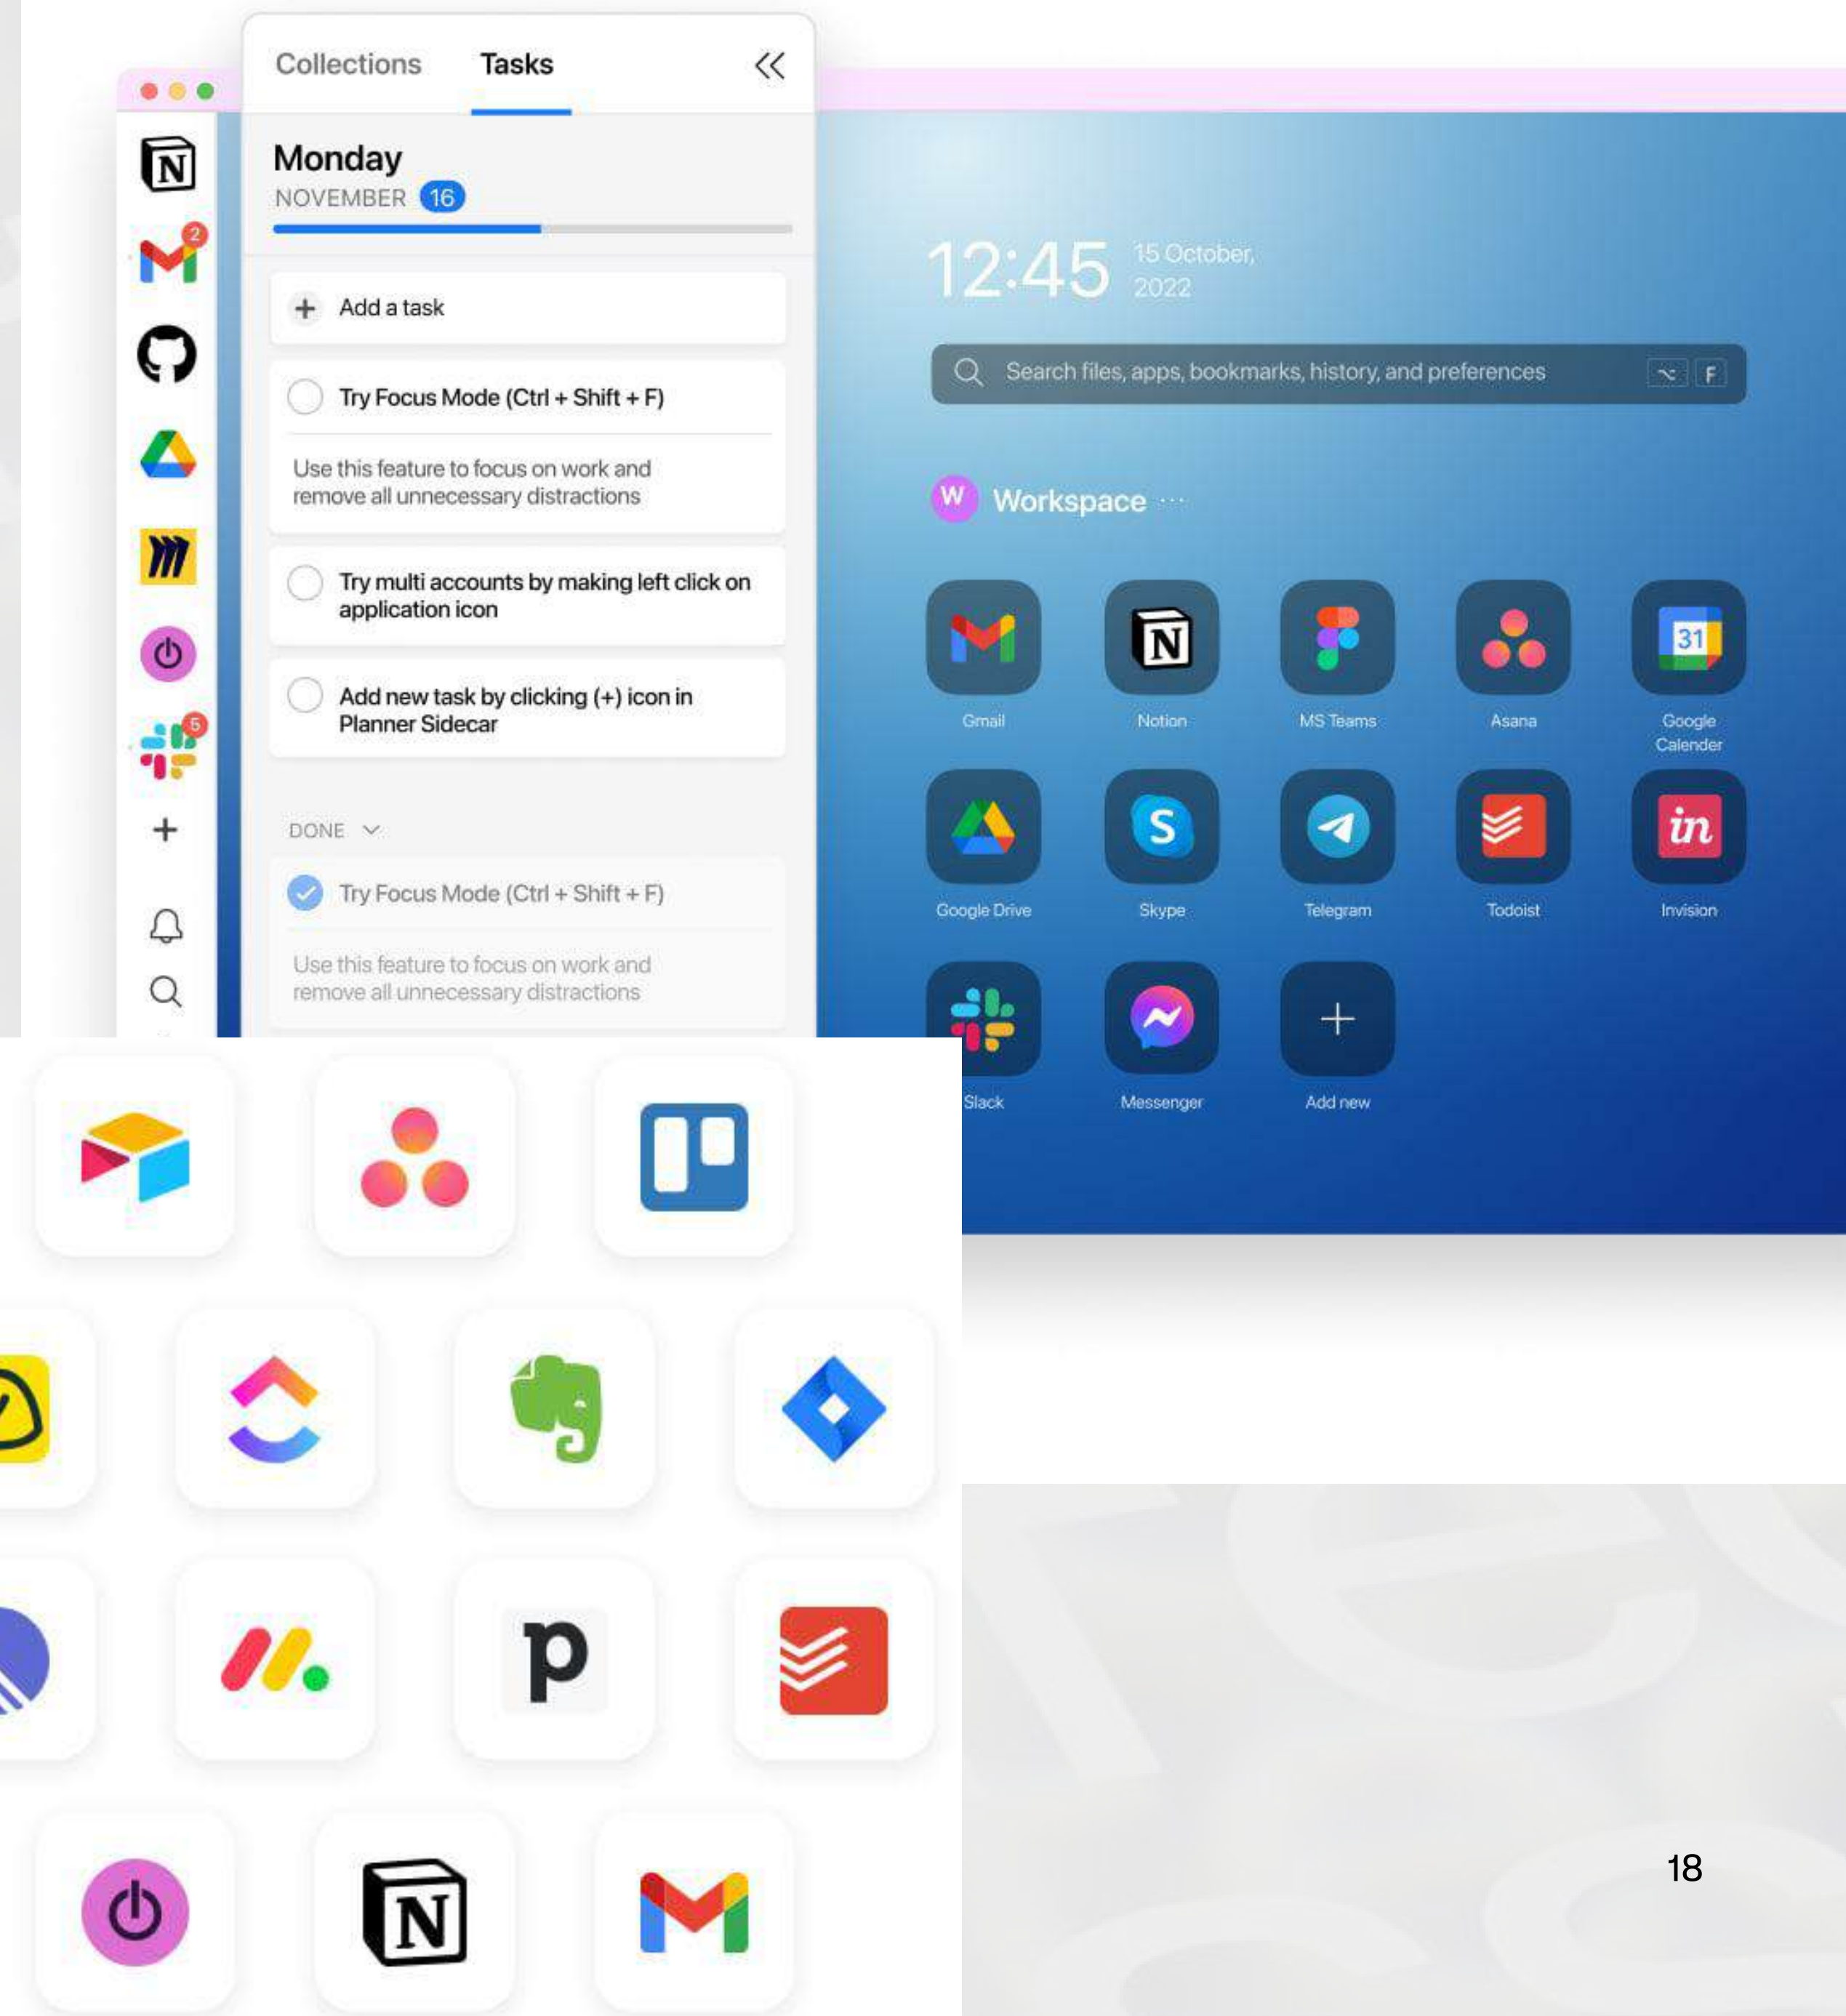 Collections Tasks
Monday
NOVEMBER 16
Add a task
Try Focus Mode (Ctrl + Shift + F)
Use this feature to focus on work and
remove all unnecessary distractions
Try multi accounts by making left click on
application icon
Add new task by clicking (+) icon in
Planner Sidecar
DONE
Try Focus Mode (Ctrl + Shift + F)
Use this feature to focus on work and
remove all unnecessary distractions
N
2
5
12:45
15 October,
2022
Search files, apps, bookmarks, history, and preferences
F
W Workspace ...
N
31
Gmail Notion MS Teams Asana Google
Calender
S
in
Google Drive Skype Telegram Todoist Invision
Slack Messenger Add new
p
N
18